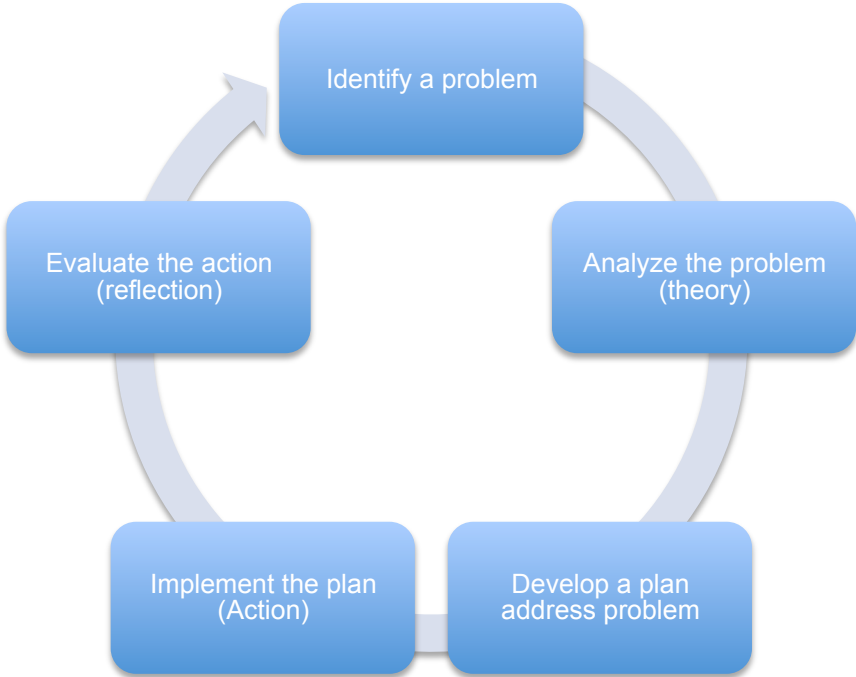 Identify a problem
Analyze the problem
(theory)
Develop a plan
address problem
Implement the plan
(Action)
Evaluate the action
(reflection)